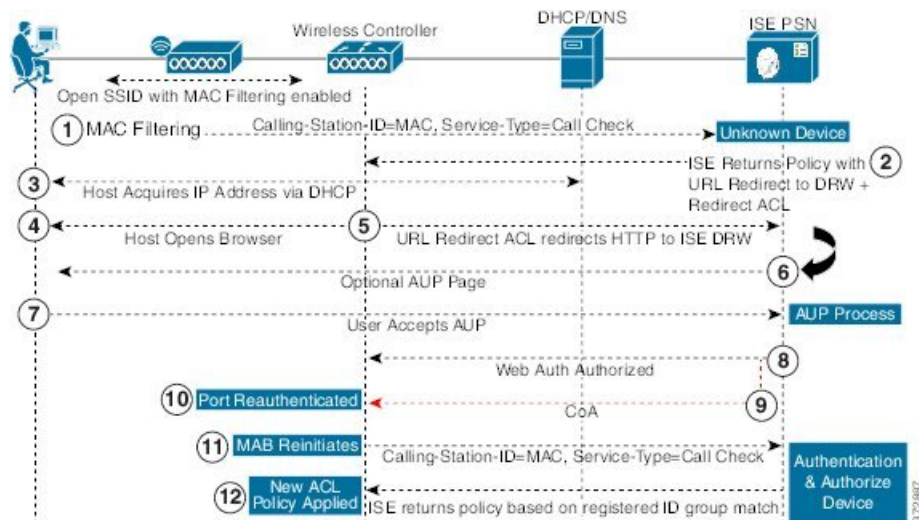 DHCP/DNS
ISE PSN
Wireless Controller
Open SSID with MAC Filtering enabled
1 MAC Filtering
Calling-Station-ID=MAC, Service-Type=Call Check
Unknown Device
2
ISE Returns Policy with
URL Redirect to DRW +
Redirect ACL
3
Host Acquires IP Address via DHCP
4
5
Host Opens Browser
URL Redirect ACL redirects HTTP to ISE DRW
6
Optional AUP Page
7
AUP Process
User Accepts AUP
8
Web Auth Authorized
10 Port Reauthenticated
9
CoA
11 MAB Reinitiates
Calling-Station-ID=MAC, Service-Type=Call Check
Authentication
& Authorize
Device
12 New ACL
Policy Applied
ISE returns policy based on registered ID group match